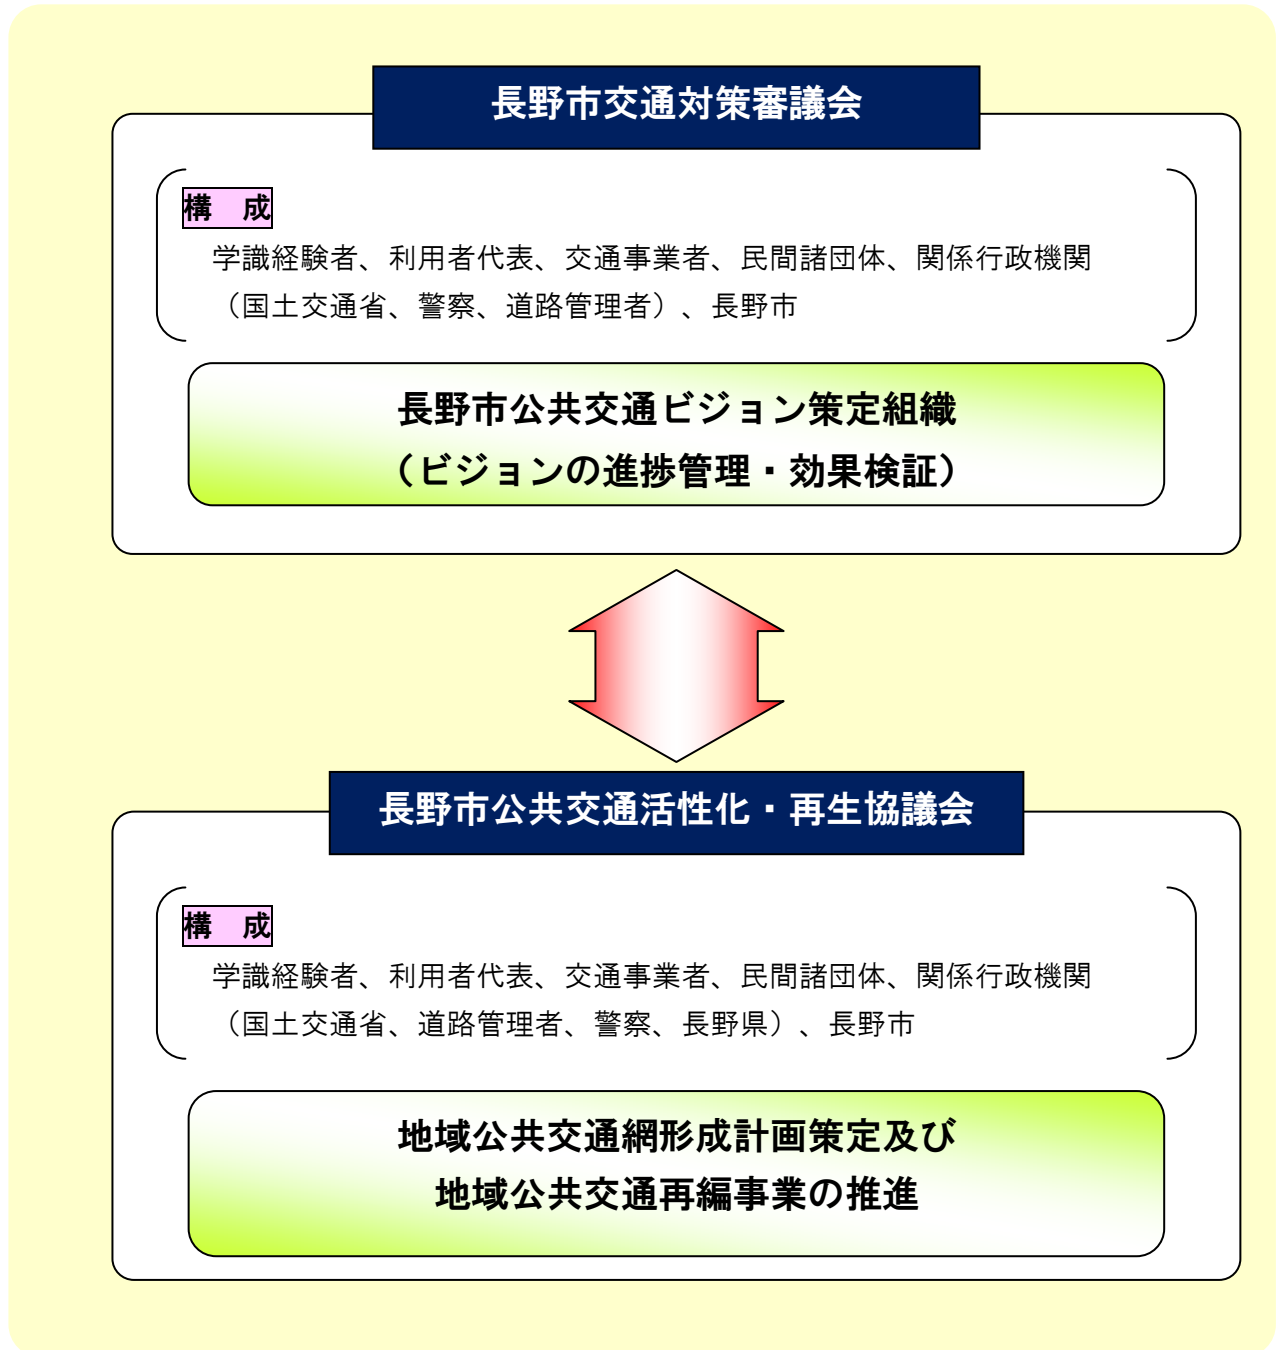 長野市交通対策審議会
構　成
学識経験者、利用者代表、交通事業者、民間諸団体、関係行政機関
（国土交通省、警察、道路管理者）、長野市
長野市公共交通ビジョン策定組織
（ビジョンの進捗管理・効果検証）
長野市公共交通活性化・再生協議会
構　成
学識経験者、利用者代表、交通事業者、民間諸団体、関係行政機関
（国土交通省、道路管理者、警察、長野県）、長野市
地域公共交通網形成計画策定及び
地域公共交通再編事業の推進